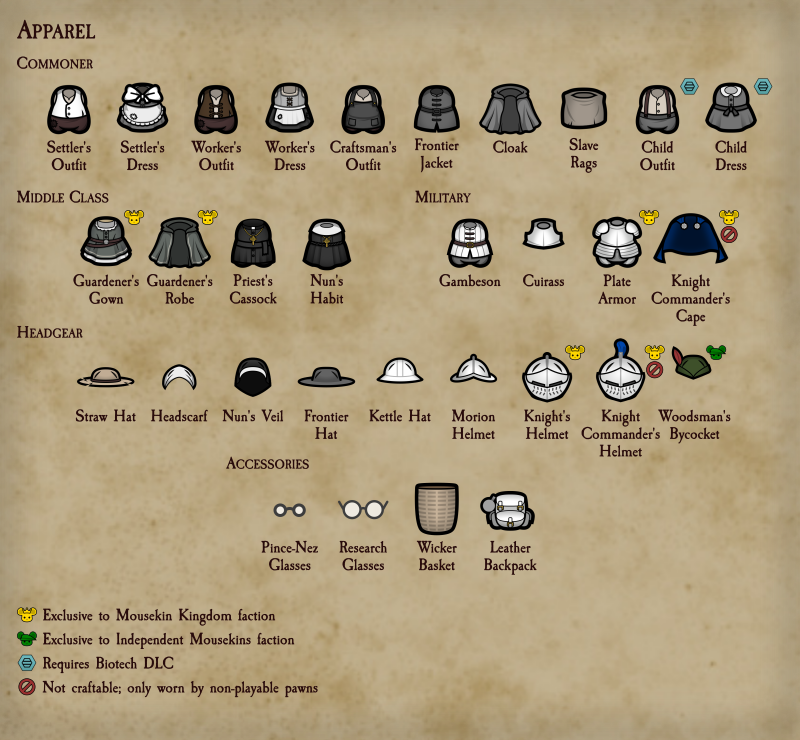 Apparel
Commoner
Settler's Outfit
Settler's Dress
Worker's Outfit
Worker's Dress
Craftsman's Outfit
Frontier Jacket
Cloak
Slave Rags
Child Outfit
Child Dress
Middle Class
Guardener's Gown
Guardener's Robe
Priest's Cassock
Nun's Habit
Military
Gambeson
Cuirass
Plate Armor
Knight Commander's Cape
Headgear
Straw Hat
Headscarf
Nun's Veil
Frontier Hat
Kettle Hat
Morion Helmet
Knight's Helmet
Knight Commander's Helmet
Woodsman's Bycocket
Accessories
Pince-Nez Glasses
Research Glasses
Wicker Basket
Leather Backpack
Exclusive to Mousekin Kingdom faction
Exclusive to Independent Mousekins faction
Requires Biotech DLC
Not craftable; only worn by non-playable pawns